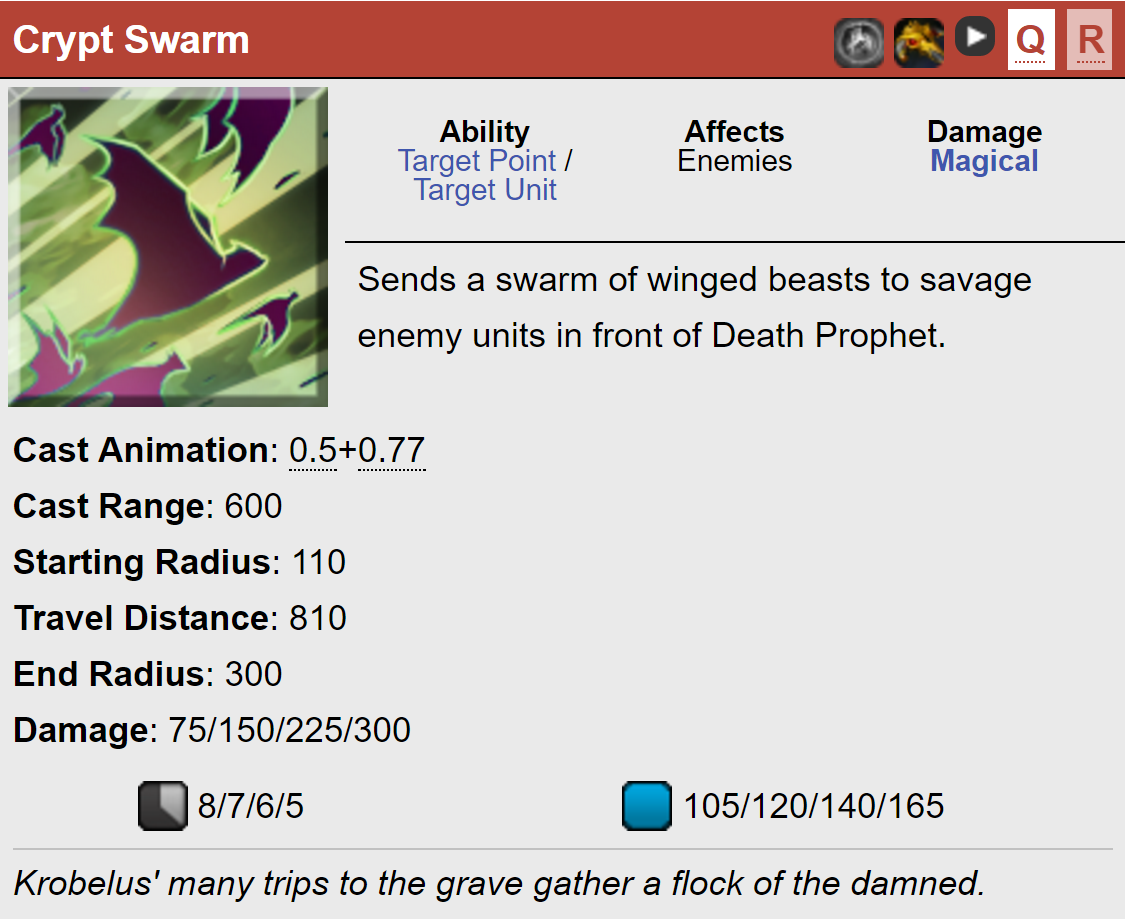 Crypt Swarm Q R
Ability Affects Damage
Target Point / Enemies Magical
Target Unit
Sends a swarm of winged beasts to savage
enemy units in front of Death Prophet.
Cast Animation: 0.5+0.77
Cast Range: 600
Starting Radius: 110
Travel Distance: 810
End Radius: 300
Damage: 75/150/225/300
8/7/6/5 105/120/140/165
Krobelus' many trips to the grave gather a flock of the damned.